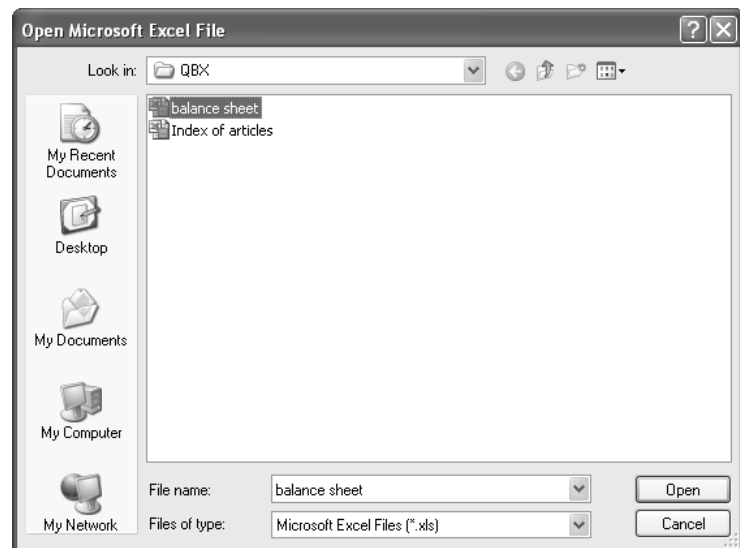 Open Microsoft Excel File
Look in:
QBX
My Recent
Documents
Desktop
My Documents
My Computer
My Network
balance sheet
Index of articles
File name:
balance sheet
Open
Files of type:
Microsoft Excel Files (*.xls)
Cancel